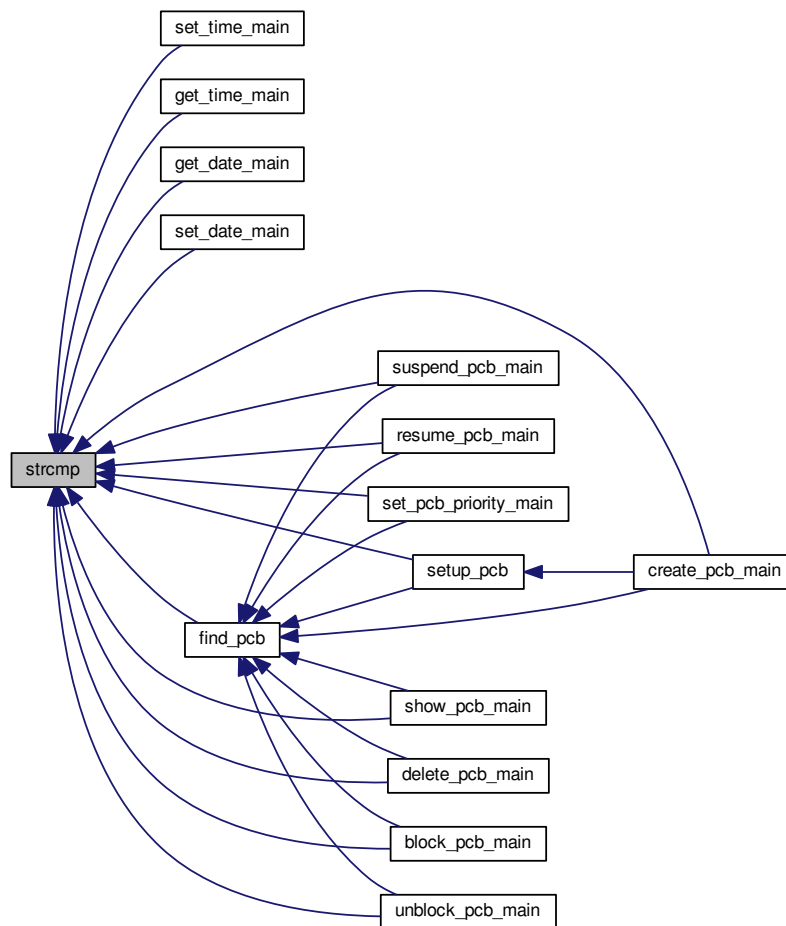 set_time_main
get_time_main
get_date_main
set_date_main
suspend_pcb_main
resume_pcb_main
strcmp
set_pcb_priority_main
setup_pcb
create_pcb_main
find_pcb
show_pcb_main
delete_pcb_main
block_pcb_main
unblock_pcb_main